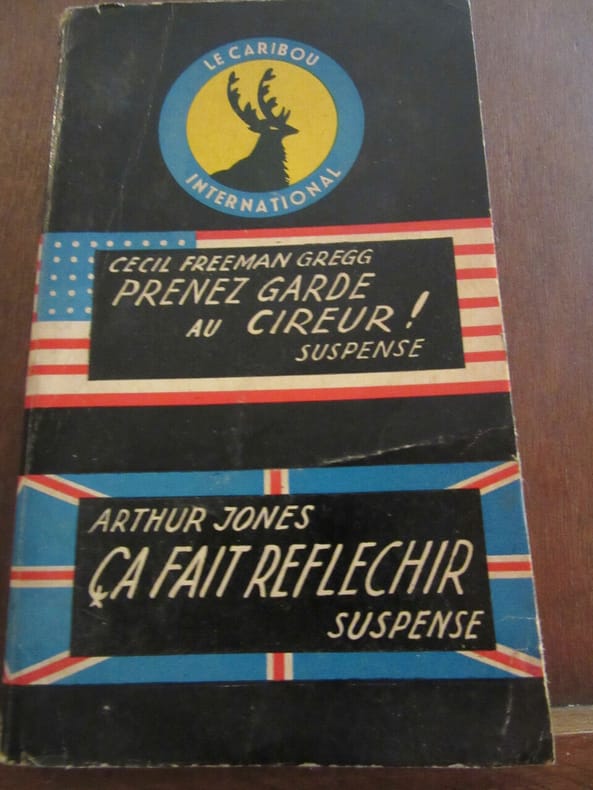 LE CARIBOU
INTERNATIONAL
CECIL FREEMAN GREGG
PRENEZ GARDE
AU CIREUR!
SUSPENSE
ARTHUR JONES
ÇA FAIT REFLECHIR
SUSPENSE